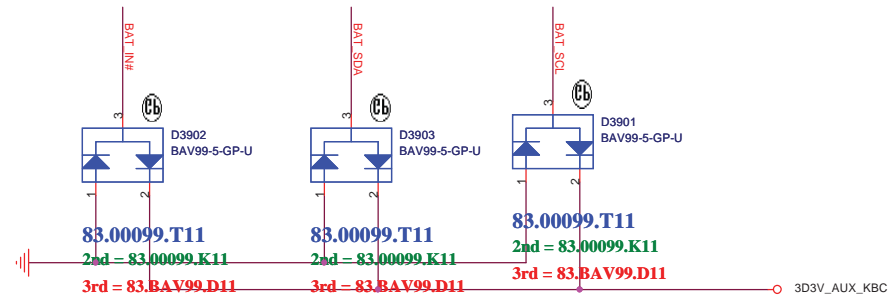 BAT_IN#
BAT_SDA
BAT_SCL
3
D3902
BAV99-5-GP-U
1
2
83.00099.T11
2nd = 83.00099.K11
3rd = 83.BAV99.D11
3
D3903
BAV99-5-GP-U
1
2
83.00099.T11
2nd = 83.00099.K11
3rd = 83.BAV99.D11
3
D3901
BAV99-5-GP-U
1
2
83.00099.T11
2nd = 83.00099.K11
3rd = 83.BAV99.D11
3D3V_AUX_KBC